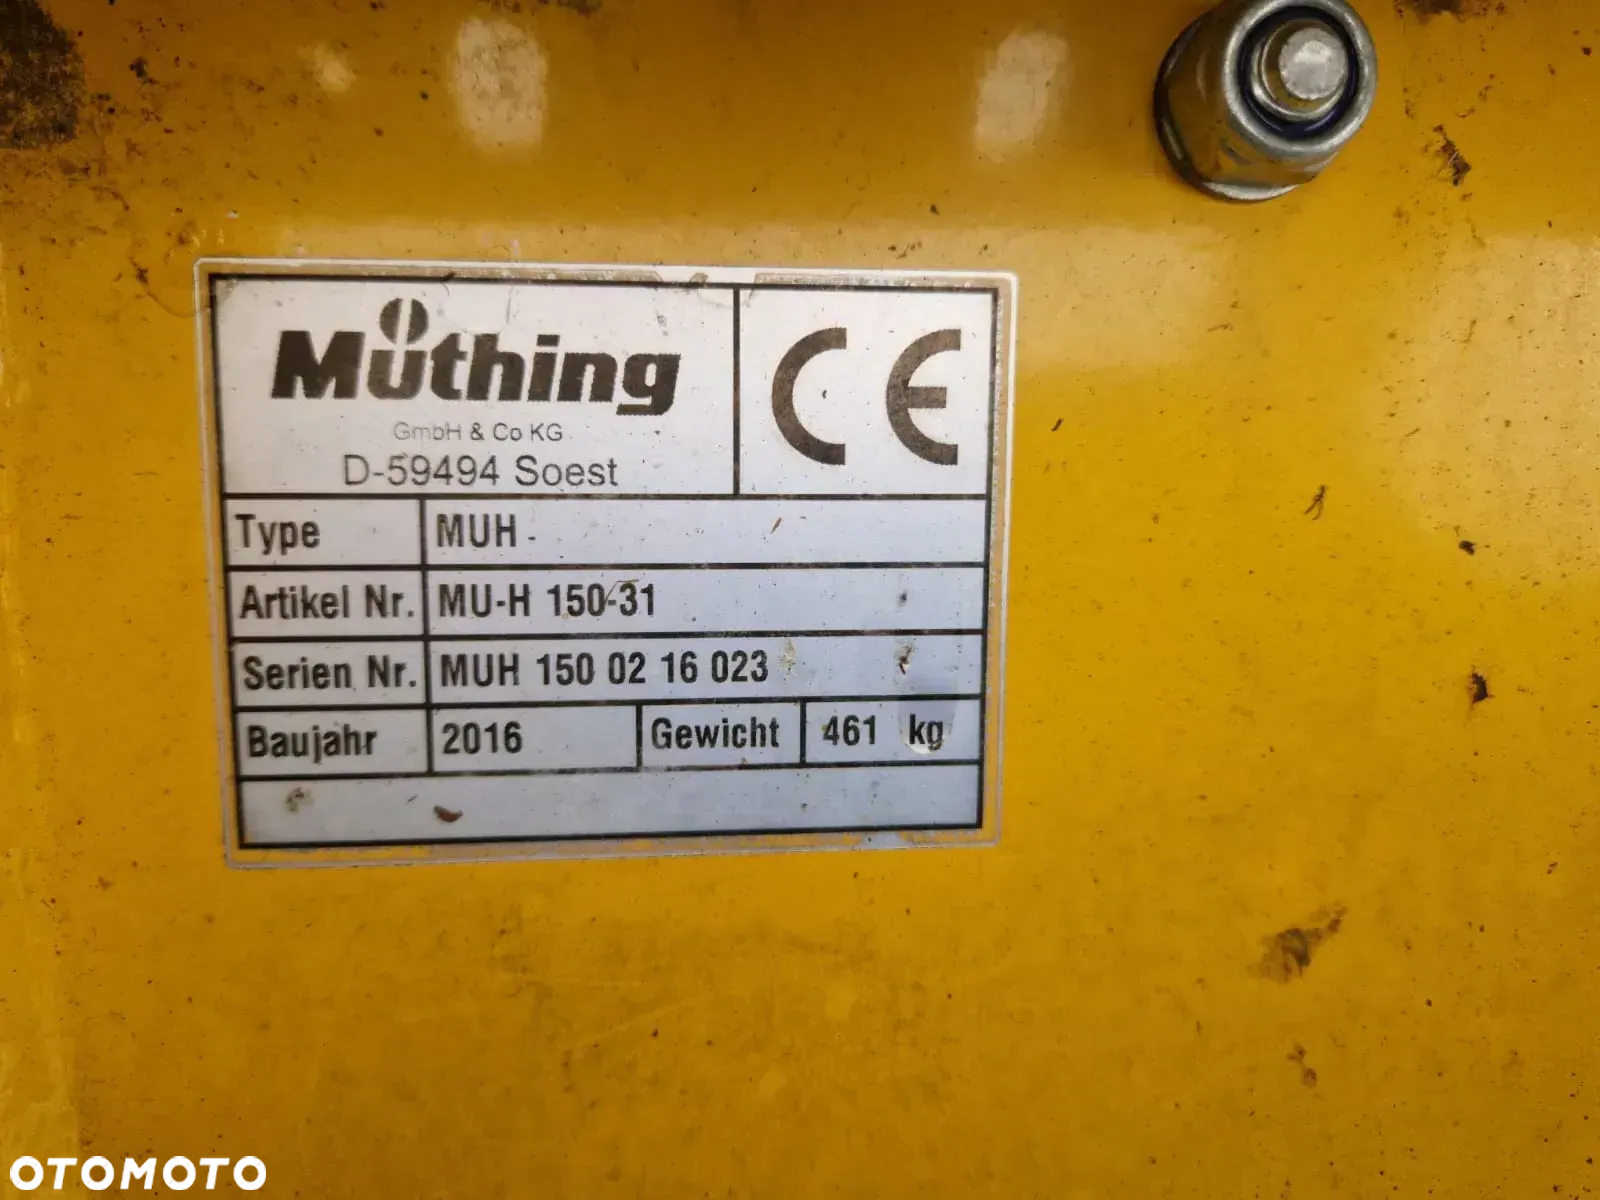 Müthing
GmbH & Co KG
D-59494 Soest
CE
Type MUH -
Artikel Nr. MU-H 150-31
Serien Nr. MUH 150 02 16 023
Baujahr 2016 Gewicht 461 kg
OTOMOTO